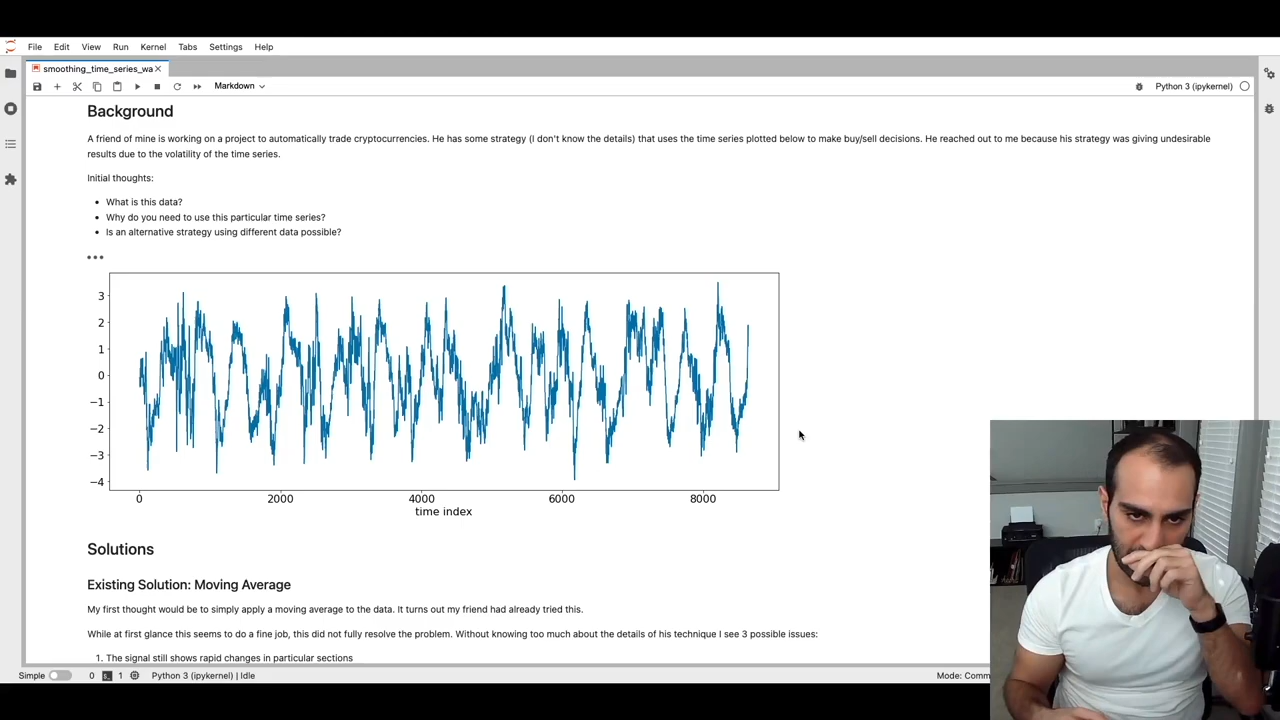 File Edit View Run Kernel Tabs Settings Help
smoothing_time_series_wa
Markdown
Python 3 (ipykernel)
Background
A friend of mine is working on a project to automatically trade cryptocurrencies. He has some strategy (I don't know the details) that uses the time series plotted below to make buy/sell decisions. He reached out to me because his strategy was giving undesirable
results due to the volatility of the time series.
Initial thoughts:
• What is this data?
• Why do you need to use this particular time series?
• Is an alternative strategy using different data possible?
3
2
1
0
−1
−2
−3
−4
0 2000 4000 6000 8000
time index
Solutions
Existing Solution: Moving Average
My first thought would be to simply apply a moving average to the data. It turns out my friend had already tried this.
While at first glance this seems to do a fine job, this did not fully resolve the problem. Without knowing too much about the details of his technique I see 3 possible issues:
1. The signal still shows rapid changes in particular sections
Simple 0 1 Python 3 (ipykernel) | Idle Mode: Comm